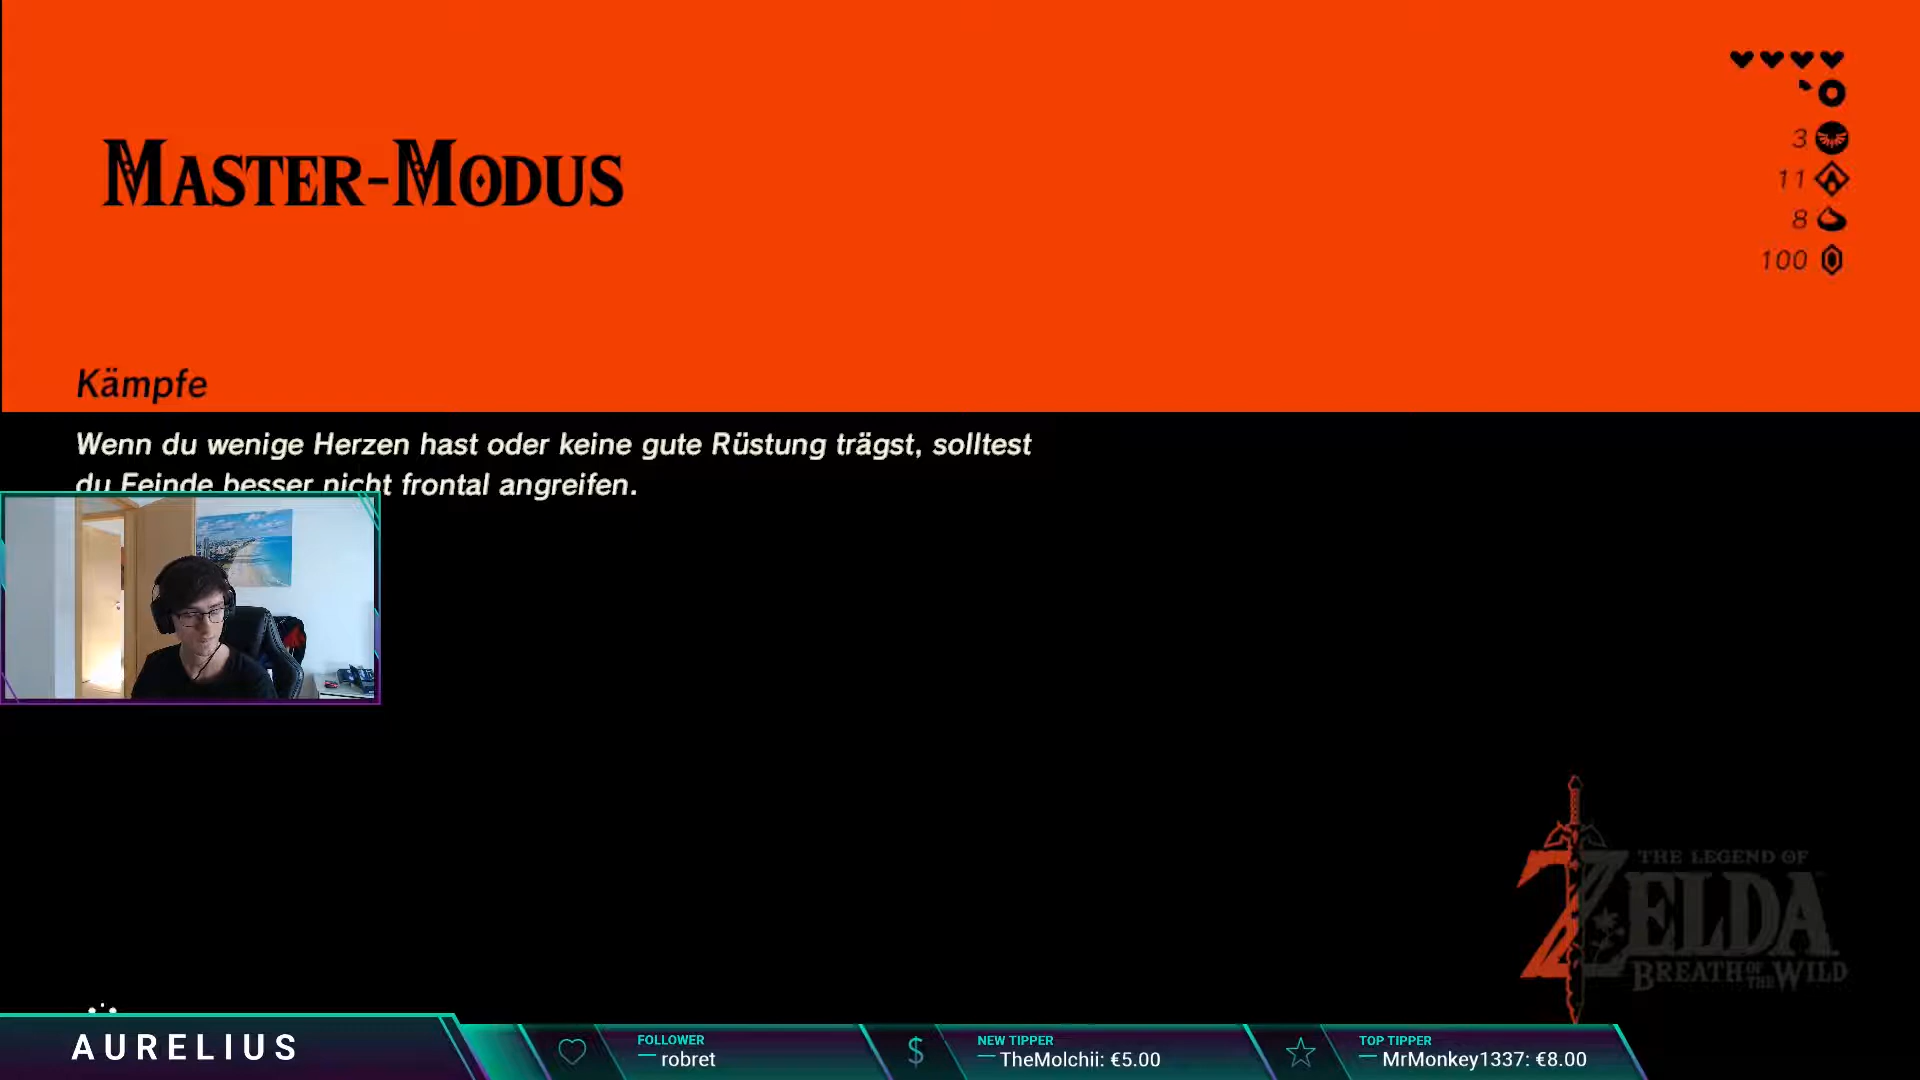 MASTER-MODUS
3
11
8
100
Kämpfe
Wenn du wenige Herzen hast oder keine gute Rüstung trägst, solltest
du Feinde besser nicht frontal angreifen.
THE LEGEND OF
ZELDA
BREATH OF THE WILD
AURELIUS
FOLLOWER
robret
$
NEW TIPPER
TheMolchii: €5.00
TOP TIPPER
MrMonkey1337: €8.00